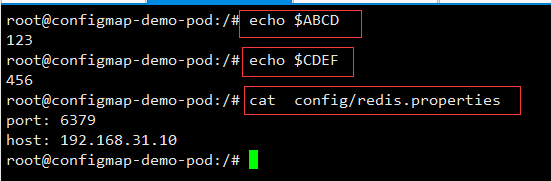 root@configmap-demo-pod:/# echo $ABCD
123
root@configmap-demo-pod:/# echo $CDEF
456
root@configmap-demo-pod:/# cat  config/redis.properties
port: 6379
host: 192.168.31.10
root@configmap-demo-pod:/#